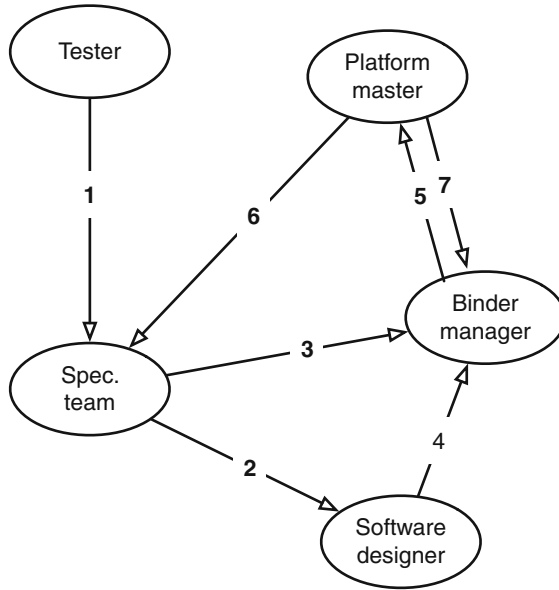 Tester
Platform
master
1
5
7
6
Binder
manager
3
Spec.
team
4
2
Software
designer